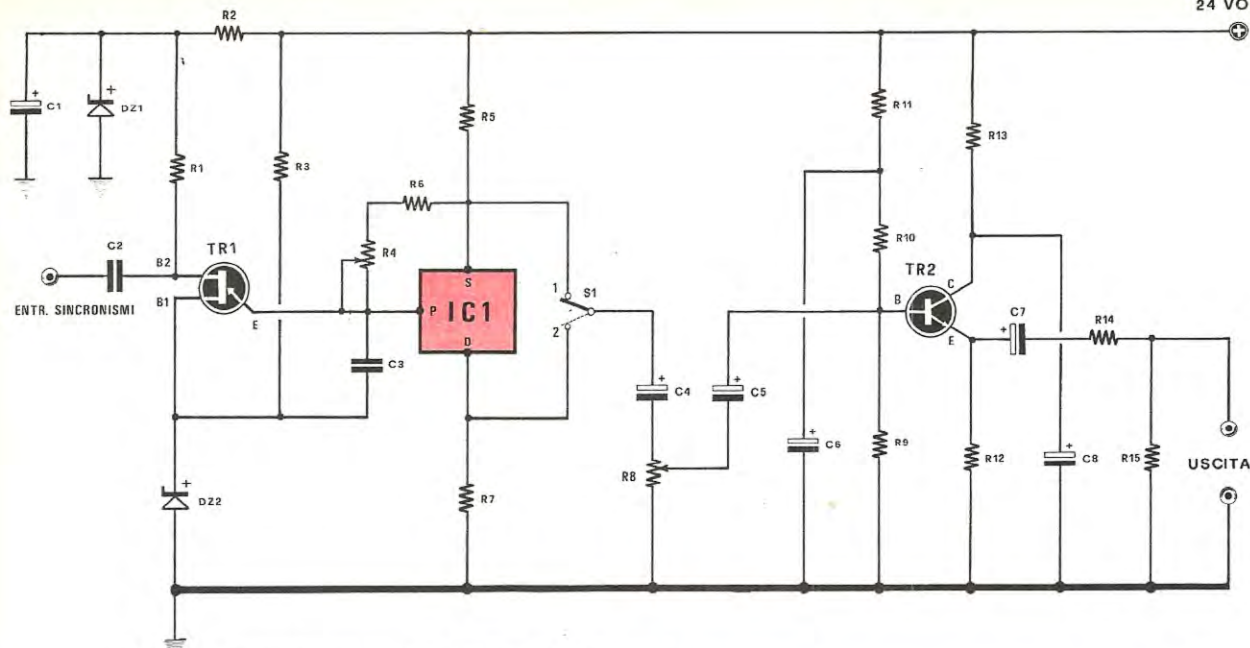 24 VO
R2
C1
DZ1
R1
R3
R5
R11
R13
R6
R4
R10
C2
B2
TR1
B1
ENTR. SINCRONISMI
E
P
S
IC1
D
1
S1
2
TR2
B
C
E
C7
R14
C3
C4
C5
C6
R9
R8
R12
C8
R15
USCITA
DZ2
R7